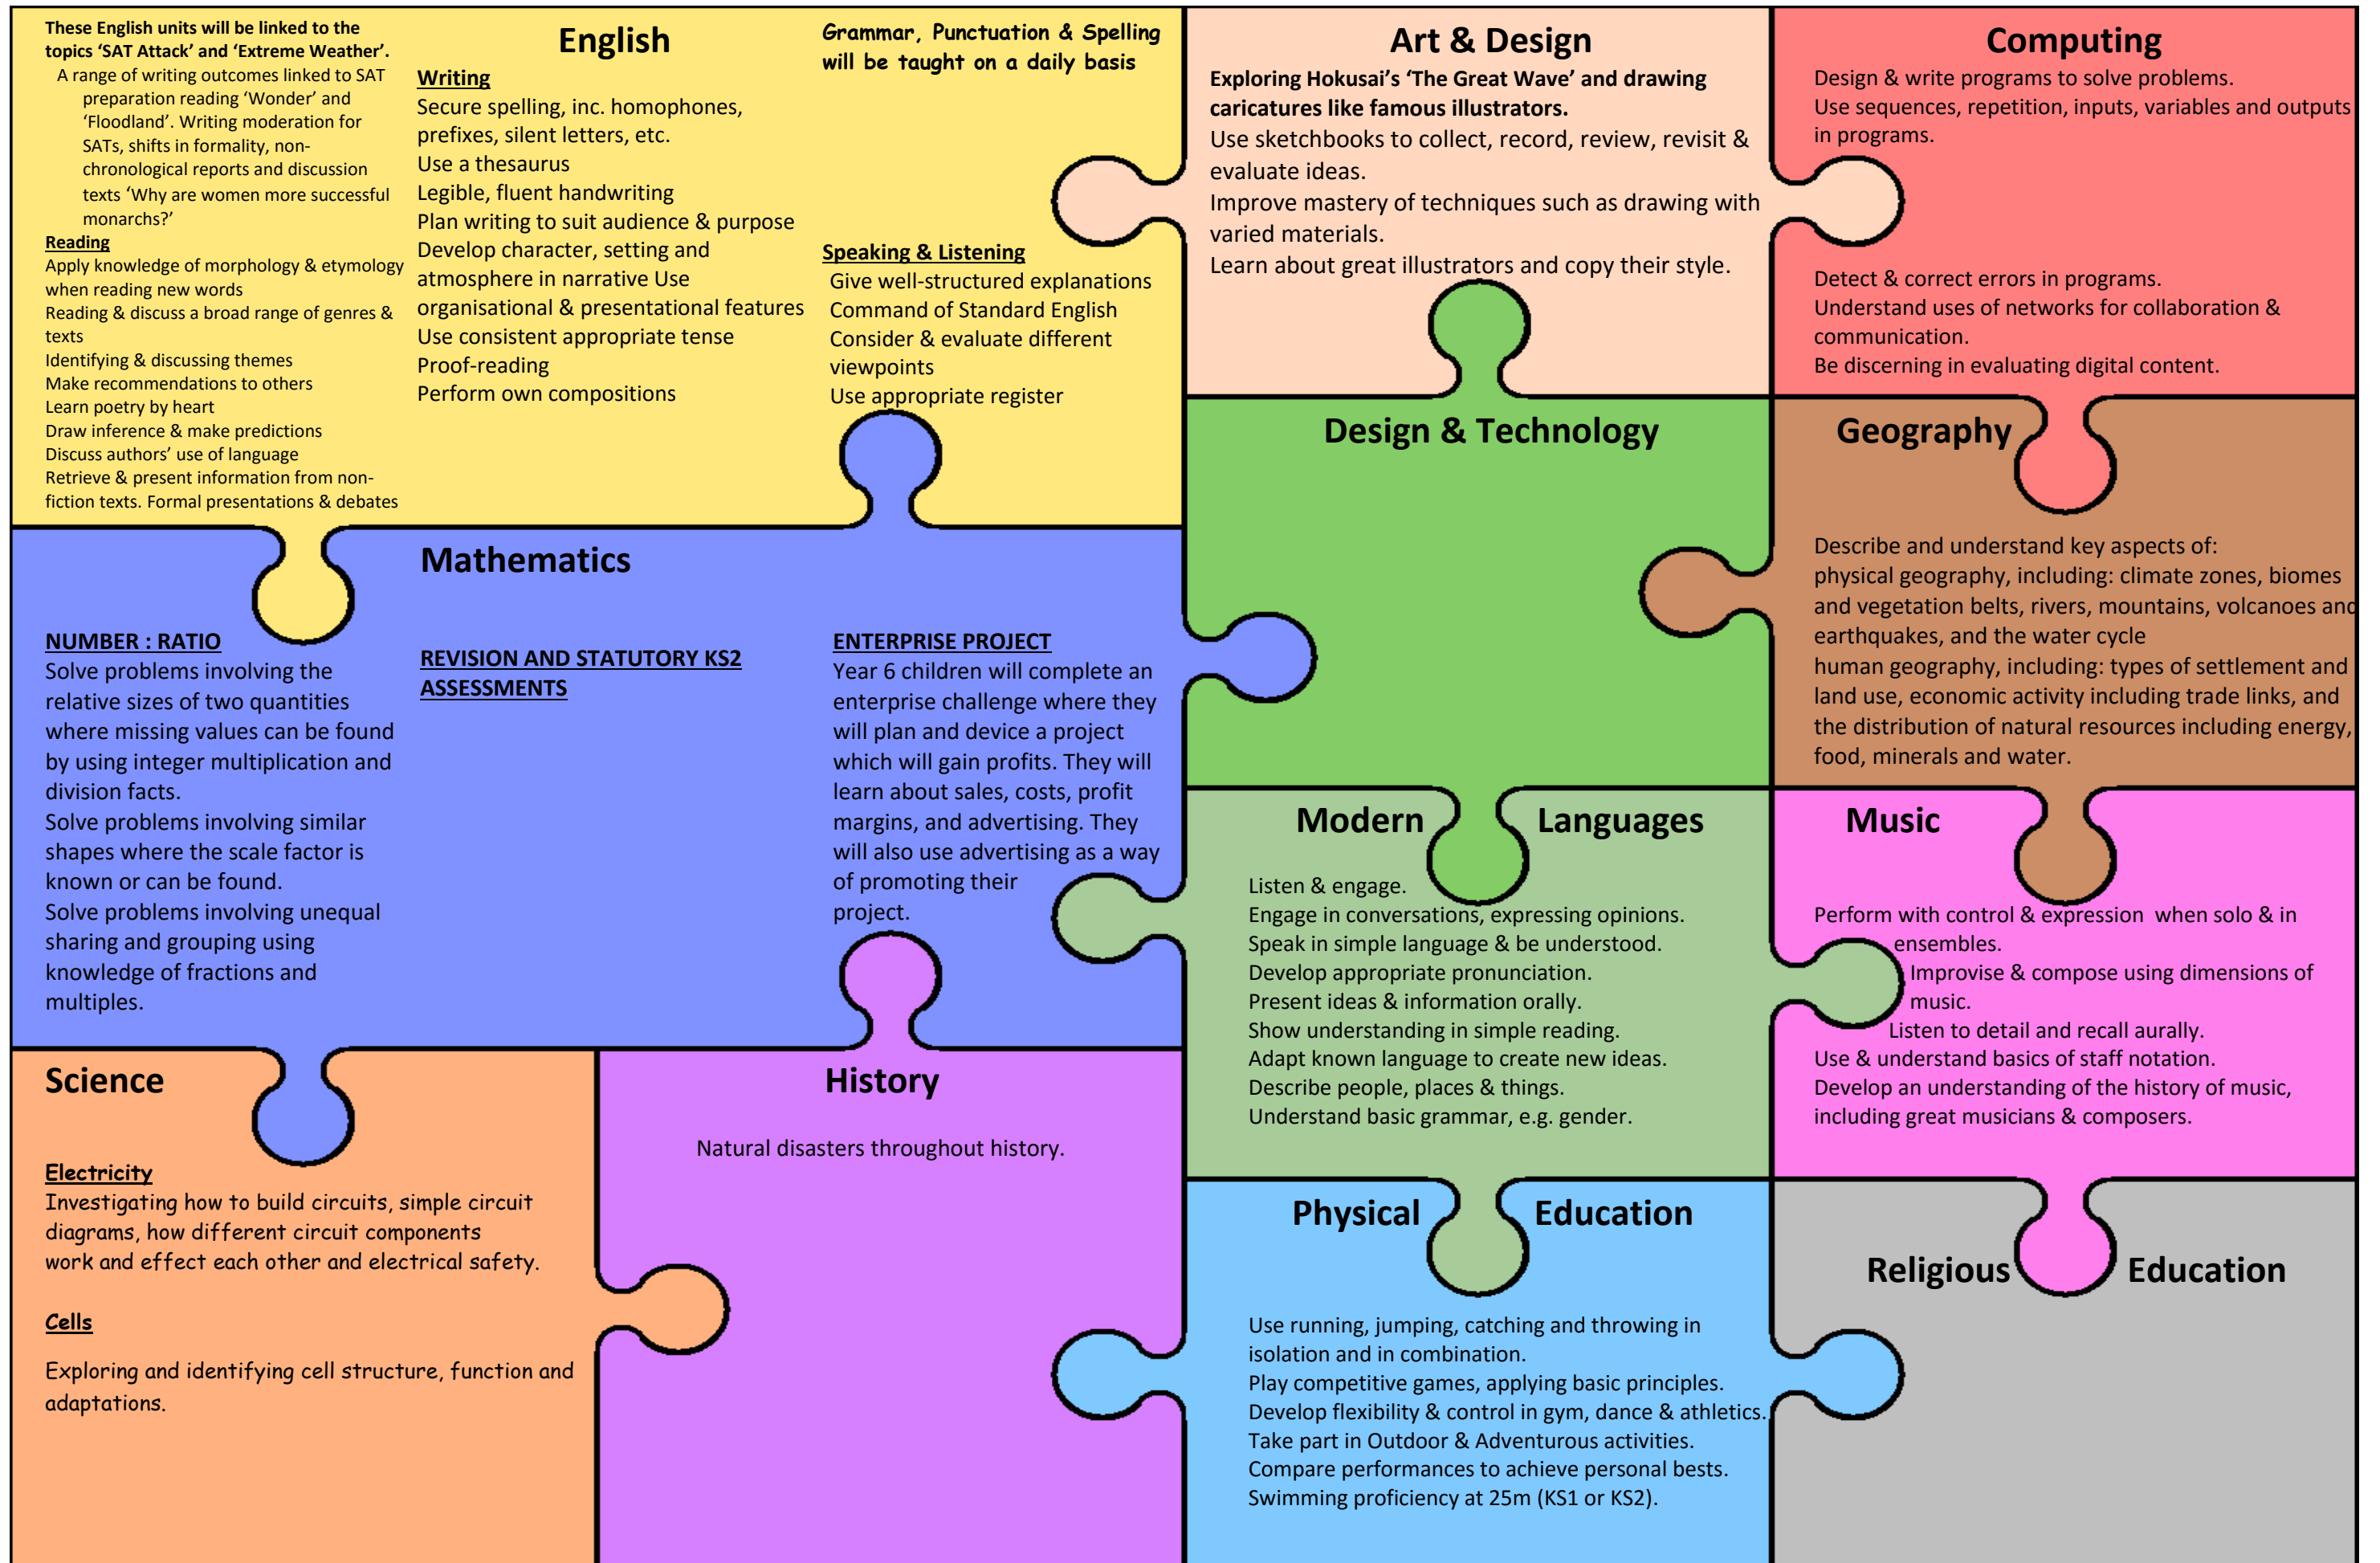 These English units will be linked to the
topics ‘SAT Attack’ and ‘Extreme Weather’.
A range of writing outcomes linked to SAT
preparation reading ‘Wonder’ and
‘Floodland’. Writing moderation for
SATs, shifts in formality, non-
chronological reports and discussion
texts ‘Why are women more successful
monarchs?’
Reading
Apply knowledge of morphology & etymology
when reading new words
Reading & discuss a broad range of genres &
texts
Identifying & discussing themes
Make recommendations to others
Learn poetry by heart
Draw inference & make predictions
Discuss authors’ use of language
Retrieve & present information from non-
fiction texts. Formal presentations & debates
English
Writing
Secure spelling, inc. homophones,
prefixes, silent letters, etc.
Use a thesaurus
Legible, fluent handwriting
Plan writing to suit audience & purpose
Develop character, setting and
atmosphere in narrative Use
organisational & presentational features
Use consistent appropriate tense
Proof-reading
Perform own compositions
Grammar, Punctuation & Spelling
will be taught on a daily basis
Speaking & Listening
Give well-structured explanations
Command of Standard English
Consider & evaluate different
viewpoints
Use appropriate register
Art & Design
Exploring Hokusai’s ‘The Great Wave’ and drawing
caricatures like famous illustrators.
Use sketchbooks to collect, record, review, revisit &
evaluate ideas.
Improve mastery of techniques such as drawing with
varied materials.
Learn about great illustrators and copy their style.
Computing
Design & write programs to solve problems.
Use sequences, repetition, inputs, variables and outputs
in programs.
Detect & correct errors in programs.
Understand uses of networks for collaboration &
communication.
Be discerning in evaluating digital content.
Mathematics
NUMBER : RATIO
Solve problems involving the
relative sizes of two quantities
where missing values can be found
by using integer multiplication and
division facts.
Solve problems involving similar
shapes where the scale factor is
known or can be found.
Solve problems involving unequal
sharing and grouping using
knowledge of fractions and
multiples.
REVISION AND STATUTORY KS2
ASSESSMENTS
ENTERPRISE PROJECT
Year 6 children will complete an
enterprise challenge where they
will plan and device a project
which will gain profits. They will
learn about sales, costs, profit
margins, and advertising. They
will also use advertising as a way
of promoting their
project.
Design & Technology
Geography
Describe and understand key aspects of:
physical geography, including: climate zones, biomes
and vegetation belts, rivers, mountains, volcanoes and
earthquakes, and the water cycle
human geography, including: types of settlement and
land use, economic activity including trade links, and
the distribution of natural resources including energy,
food, minerals and water.
Modern Languages
Listen & engage.
Engage in conversations, expressing opinions.
Speak in simple language & be understood.
Develop appropriate pronunciation.
Present ideas & information orally.
Show understanding in simple reading.
Adapt known language to create new ideas.
Describe people, places & things.
Understand basic grammar, e.g. gender.
Music
Perform with control & expression when solo & in
ensembles.
Improvise & compose using dimensions of
music.
Listen to detail and recall aurally.
Use & understand basics of staff notation.
Develop an understanding of the history of music,
including great musicians & composers.
Science
Electricity
Investigating how to build circuits, simple circuit
diagrams, how different circuit components
work and effect each other and electrical safety.
Cells
Exploring and identifying cell structure, function and
adaptations.
History
Natural disasters throughout history.
Physical Education
Use running, jumping, catching and throwing in
isolation and in combination.
Play competitive games, applying basic principles.
Develop flexibility & control in gym, dance & athletics.
Take part in Outdoor & Adventurous activities.
Compare performances to achieve personal bests.
Swimming proficiency at 25m (KS1 or KS2).
Religious Education